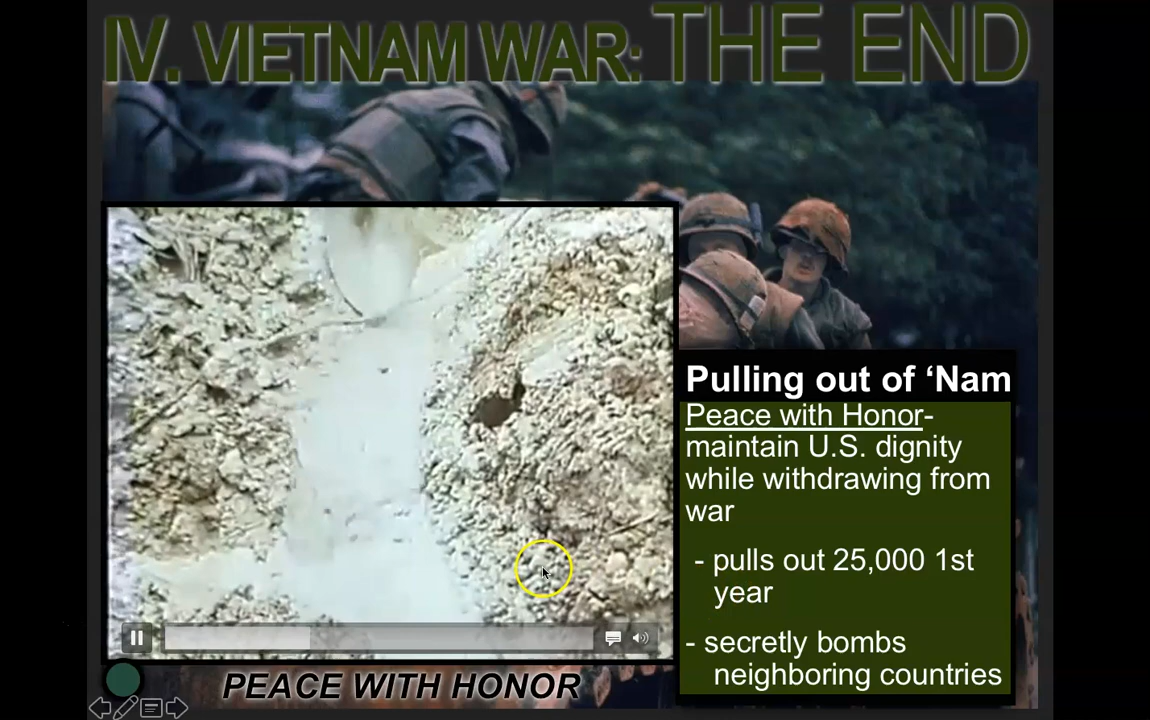 IV. VIETNAM WAR: THE END
Pulling out of ‘Nam
Peace with Honor-
maintain U.S. dignity
while withdrawing from
war
- pulls out 25,000 1st
year
- secretly bombs
neighboring countries
PEACE WITH HONOR